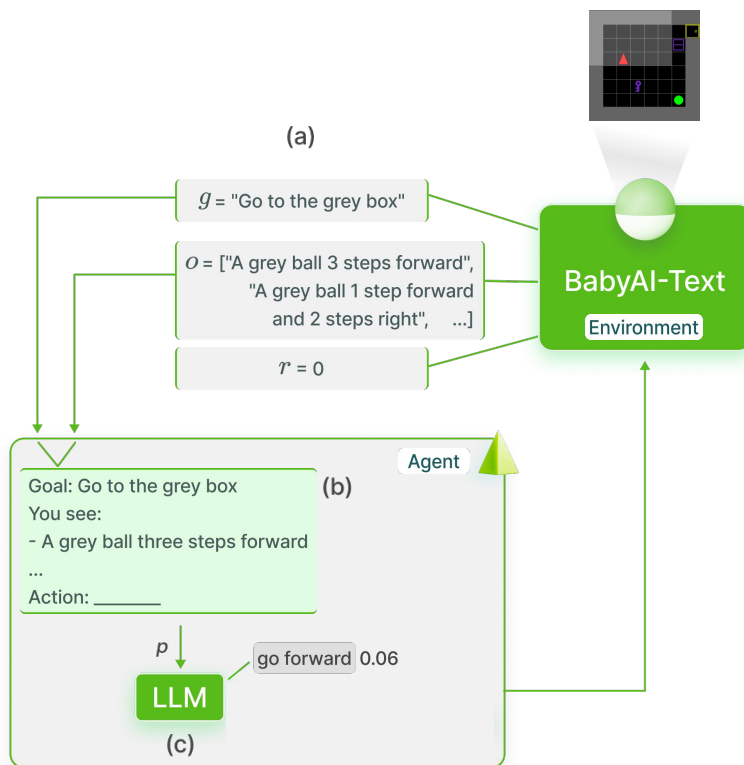 (a)
g = "Go to the grey box"
o = ["A grey ball 3 steps forward",
"A grey ball 1 step forward
and 2 steps right", ...]
r = 0
BabyAI-Text
Environment
Agent
Goal: Go to the grey box
You see:
- A grey ball three steps forward
...
Action: _______
(b)
p
go forward 0.06
LLM
(c)